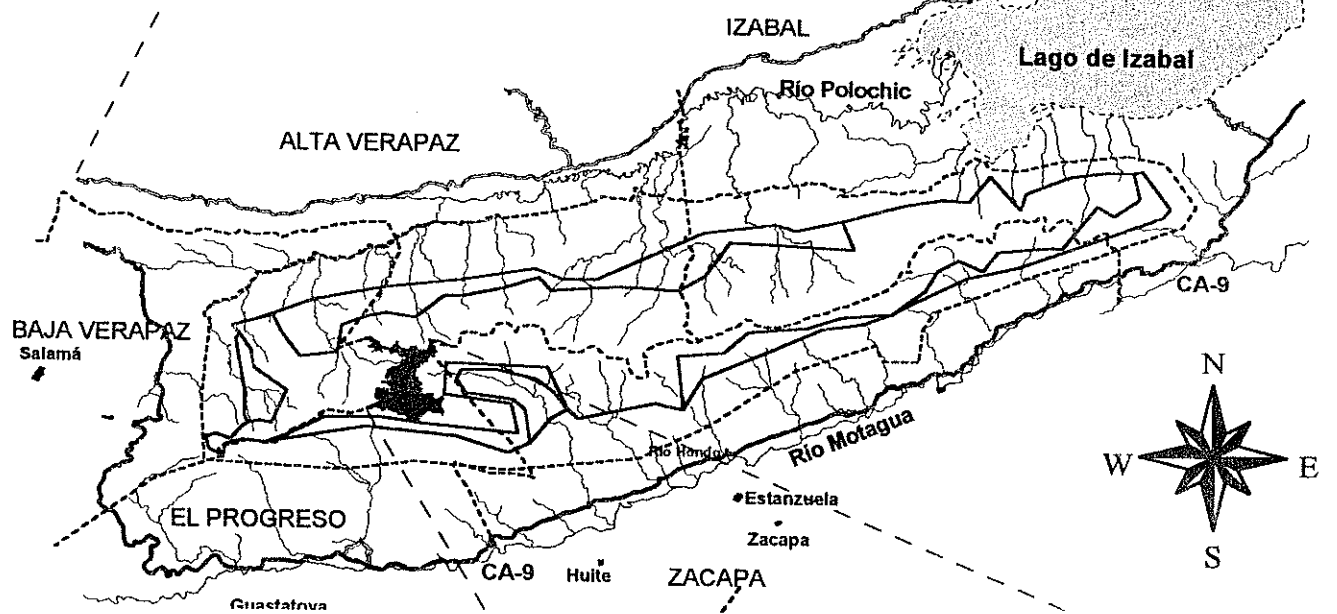 IZABAL
Lago de Izabal
Río Polochic
ALTA VERAPAZ
CA-9
BAJA VERAPAZ
Salamá
N
Río Hondo
Río Motagua
W
E
Estanzuela
EL PROGRESO
Zacapa
S
CA-9
Huite
ZACAPA
Guastatoya